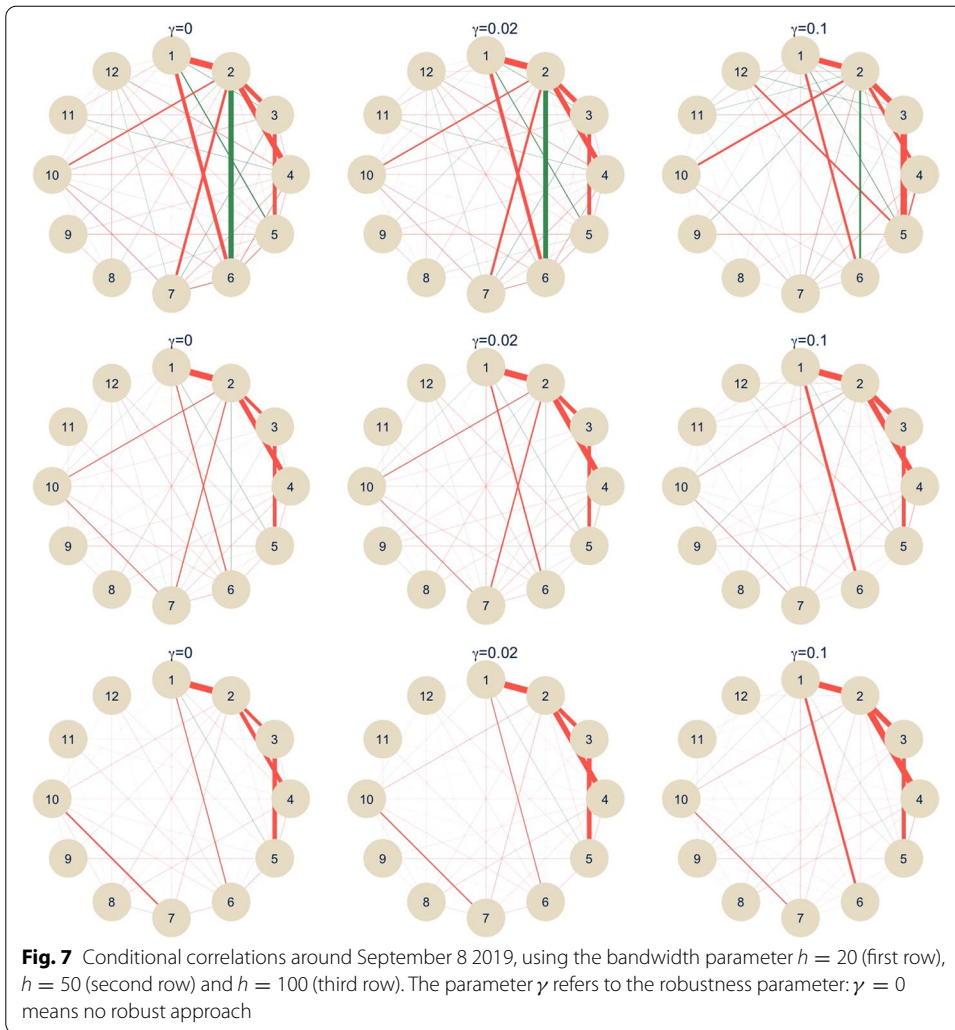 γ=0 γ=0.02 γ=0.1
1 1 1
12 2 12 2 12 2
11 3 11 3 11 3
10 4 10 4 10 4
9 5 9 5 9 5
8 6 8 6 8 6
7 7 7
γ=0 γ=0.02 γ=0.1
1 1 1
12 2 12 2 12 2
11 3 11 3 11 3
10 4 10 4 10 4
9 5 9 5 9 5
8 6 8 6 8 6
7 7 7
γ=0 γ=0.02 γ=0.1
1 1 1
12 2 12 2 12 2
11 3 11 3 11 3
10 4 10 4 10 4
9 5 9 5 9 5
8 6 8 6 8 6
7 7 7
Fig. 7 Conditional correlations around September 8 2019, using the bandwidth parameter h = 20 (first row),
h = 50 (second row) and h = 100 (third row). The parameter γ refers to the robustness parameter: γ = 0
means no robust approach